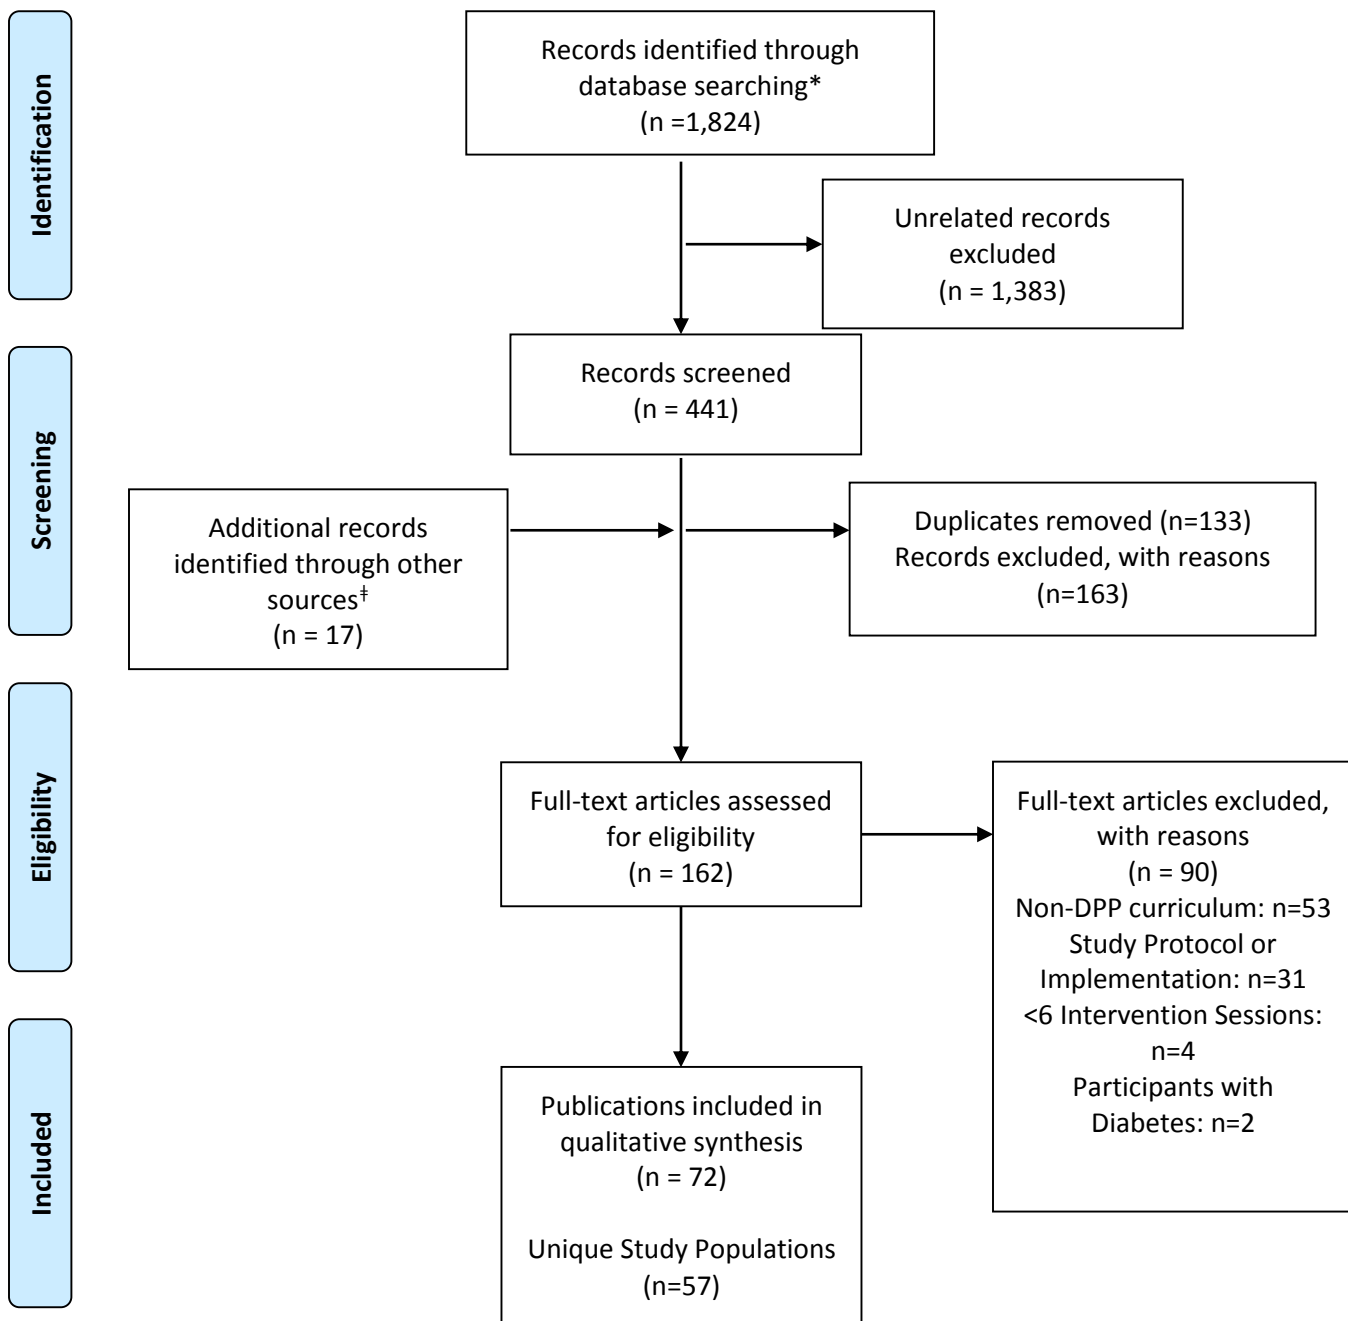 Identification
Records identified through
database searching*
(n =1,824)
Unrelated records
excluded
(n = 1,383)
Screening
Records screened
(n = 441)
Additional records
identified through other
sources‡
(n = 17)
Duplicates removed (n=133)
Records excluded, with reasons
(n=163)
Eligibility
Full-text articles assessed
for eligibility
(n = 162)
Full-text articles excluded,
with reasons
(n = 90)
Non-DPP curriculum: n=53
Study Protocol or
Implementation: n=31
<6 Intervention Sessions:
n=4
Participants with
Diabetes: n=2
Included
Publications included in
qualitative synthesis
(n = 72)
Unique Study Populations
(n=57)